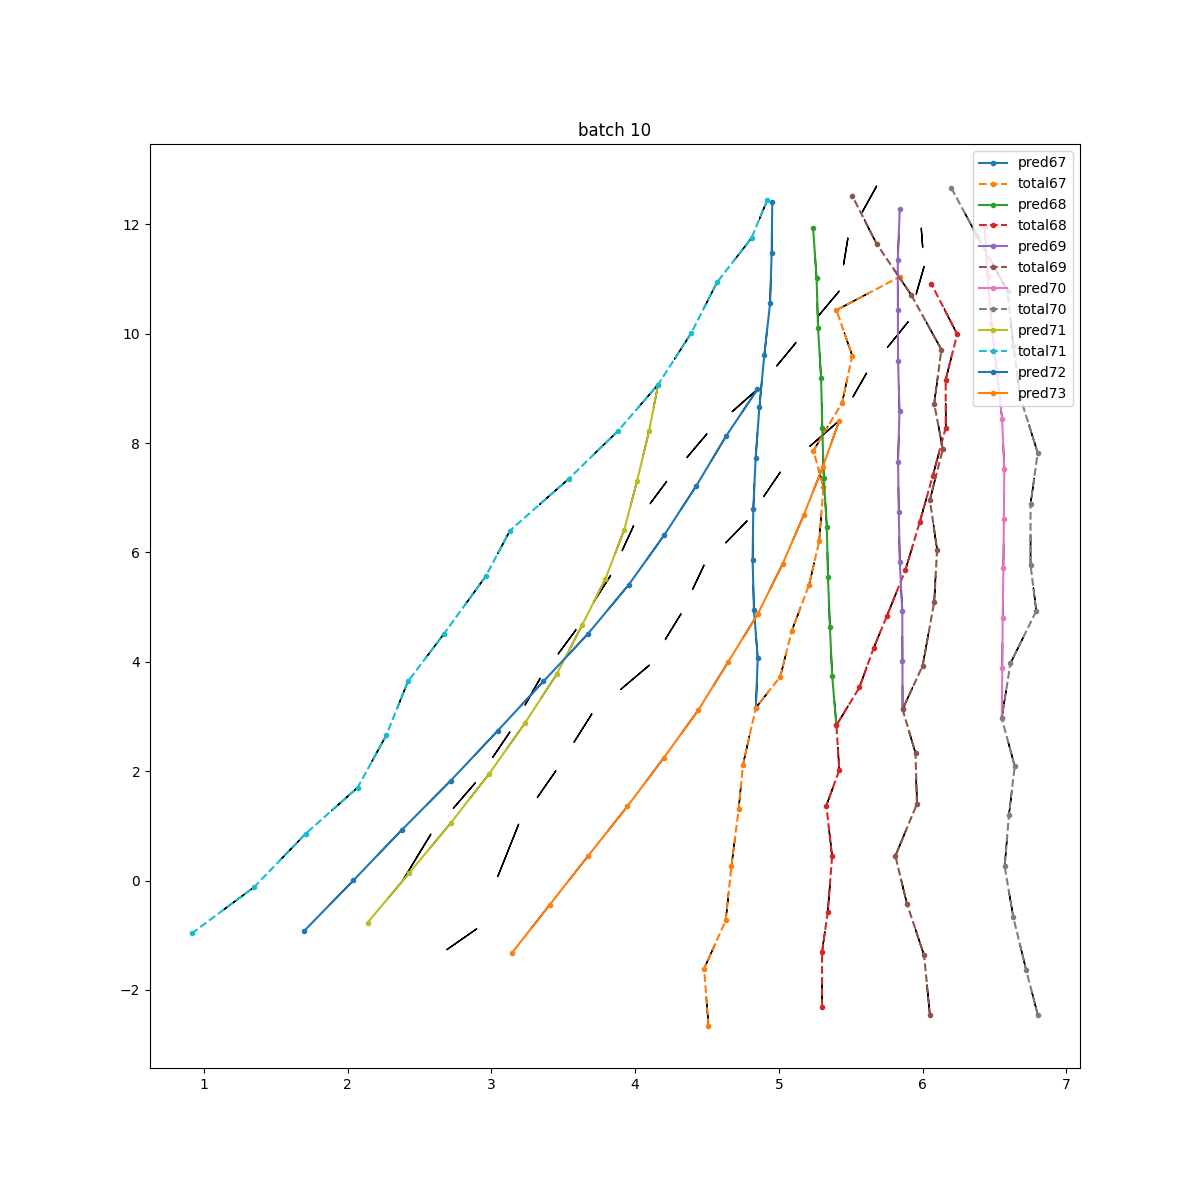 batch 10
pred67
total67
pred68
total68
pred69
total69
pred70
total70
pred71
total71
pred72
pred73
12
10
8
6
4
2
0
−2
1 2 3 4 5 6 7